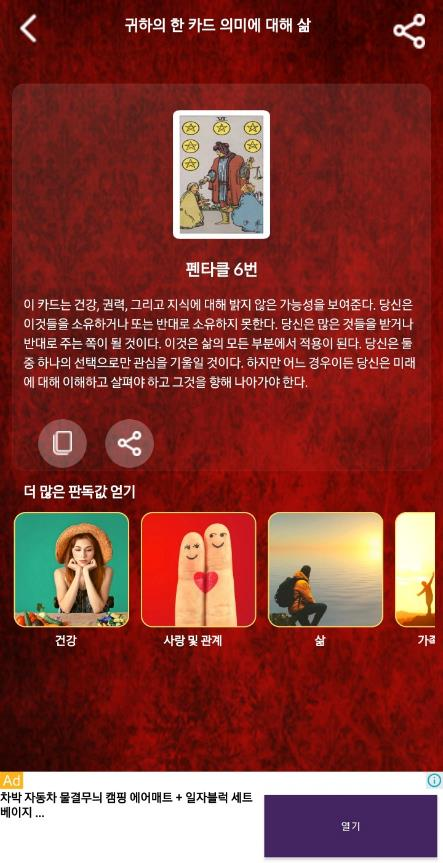 귀하의 한 카드 의미에 대해 삶
VI
펜타클 6번
이 카드는 건강, 권력, 그리고 지식에 대해 밝지 않은 가능성을 보여준다. 당신은
이것들을 소유하거나 또는 반대로 소유하지 못한다. 당신은 많은 것들을 받거나
반대로 주는 쪽이 될 것이다. 이것은 삶의 모든 부분에서 적용이 된다. 당신은 둘
중 하나의 선택으로만 관심을 기울일 것이다. 하지만 어느 경우이든 당신은 미래
에 대해 이해하고 살펴야 하고 그것을 향해 나아가야 한다.
더 많은 판독값 얻기
건강
사랑 및 관계
삶
가족
Ad
차박 자동차 물결무늬 캠핑 에어매트 + 일자블럭 세트
베이지 ...
열기